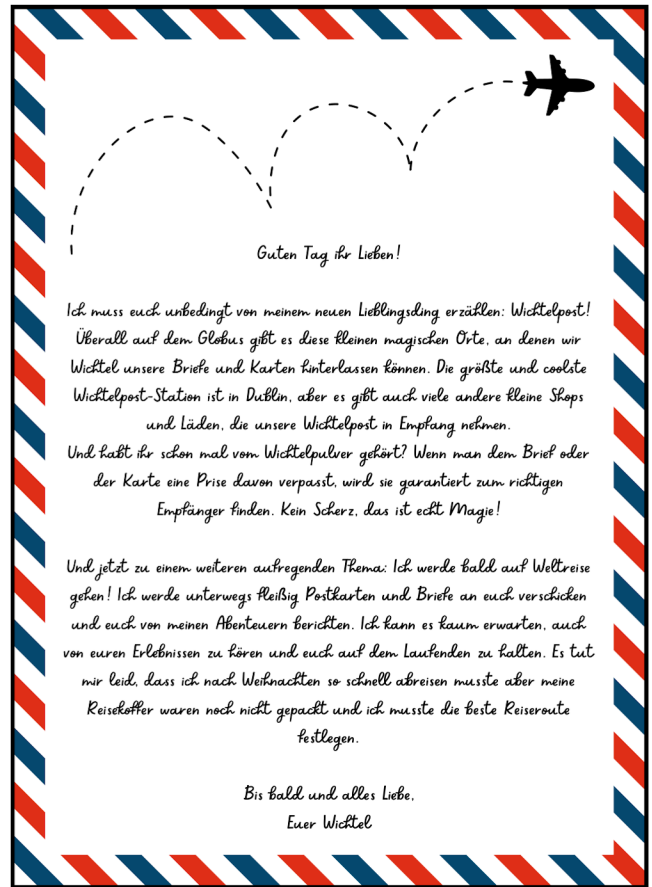 Guten Tag ihr Lieben!
Ich muss euch unbedingt von meinem neuen Lieblingsding erzählen: Wichtelpost!
Überall auf dem Globus gibt es diese kleinen magischen Orte, an denen wir
Wichtel unsere Briefe und Karten hinterlassen können. Die größte und coolste
Wichtelpost-Station ist in Dublin, aber es gibt auch viele andere kleine Shops
und Läden, die unsere Wichtelpost in Empfang nehmen.
Und habt ihr schon mal vom Wichtelpulver gehört? Wenn man dem Brief oder
der Karte eine Prise davon verpasst, wird sie garantiert zum richtigen
Empfänger finden. Kein Scherz, das ist echt Magie!
Und jetzt zu einem weiteren aufregenden Thema: Ich werde bald auf Weltreise
gehen! Ich werde unterwegs fleißig Postkarten und Briefe an euch verschicken
und euch von meinen Abenteuern berichten. Ich kann es kaum erwarten, auch
von euren Erlebnissen zu hören und euch auf dem Laufenden zu halten. Es tut
mir leid, dass ich nach Weihnachten so schnell abreisen musste aber meine
Reisekoffer waren noch nicht gepackt und ich musste die beste Reiseroute
festlegen.
Bis bald und alles Liebe,
Euer Wichtel